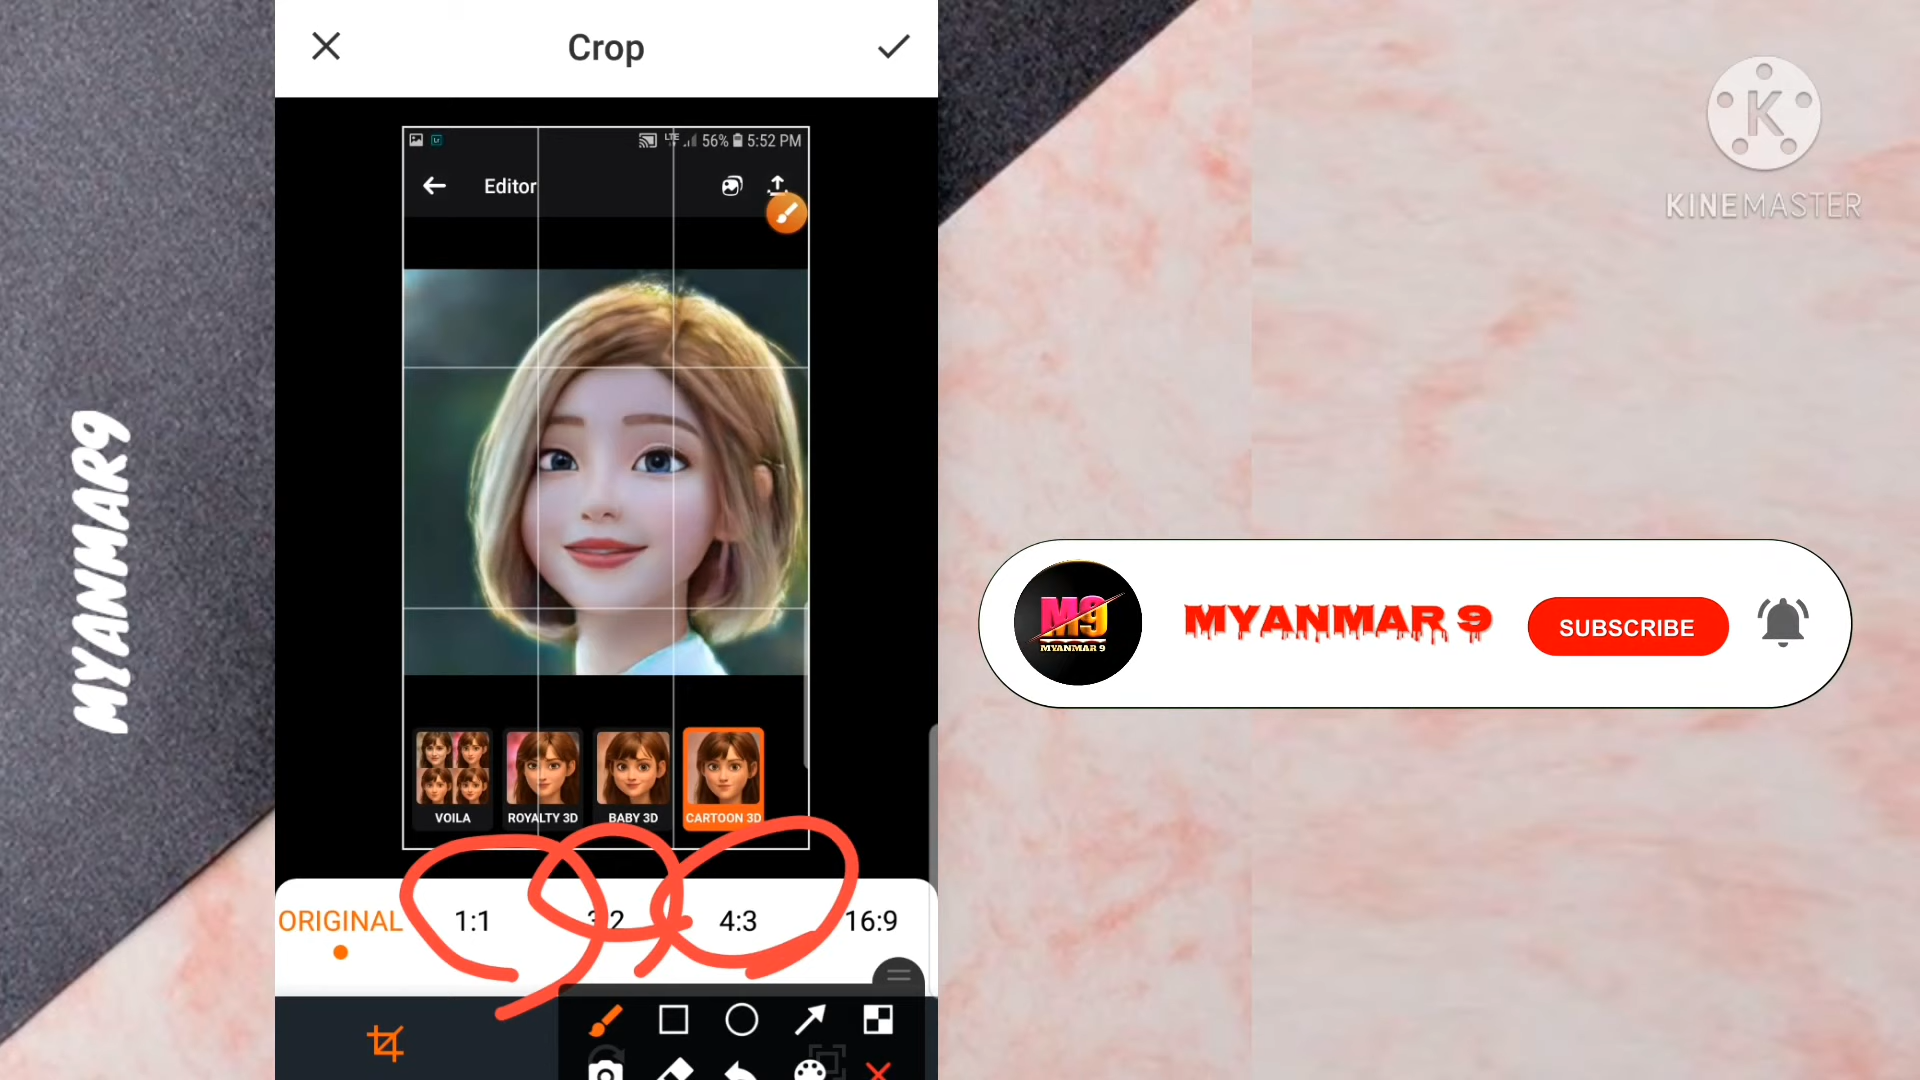 Crop
LTE 56% 5:52 PM
Editor
VOILA
ROYALTY 3D
BABY 3D
CARTOON 3D
ORIGINAL
1:1
4:3
16:9
MYANMAR9
K
KINEMASTER
M9
MYANMAR 9
MYANMAR 9
SUBSCRIBE